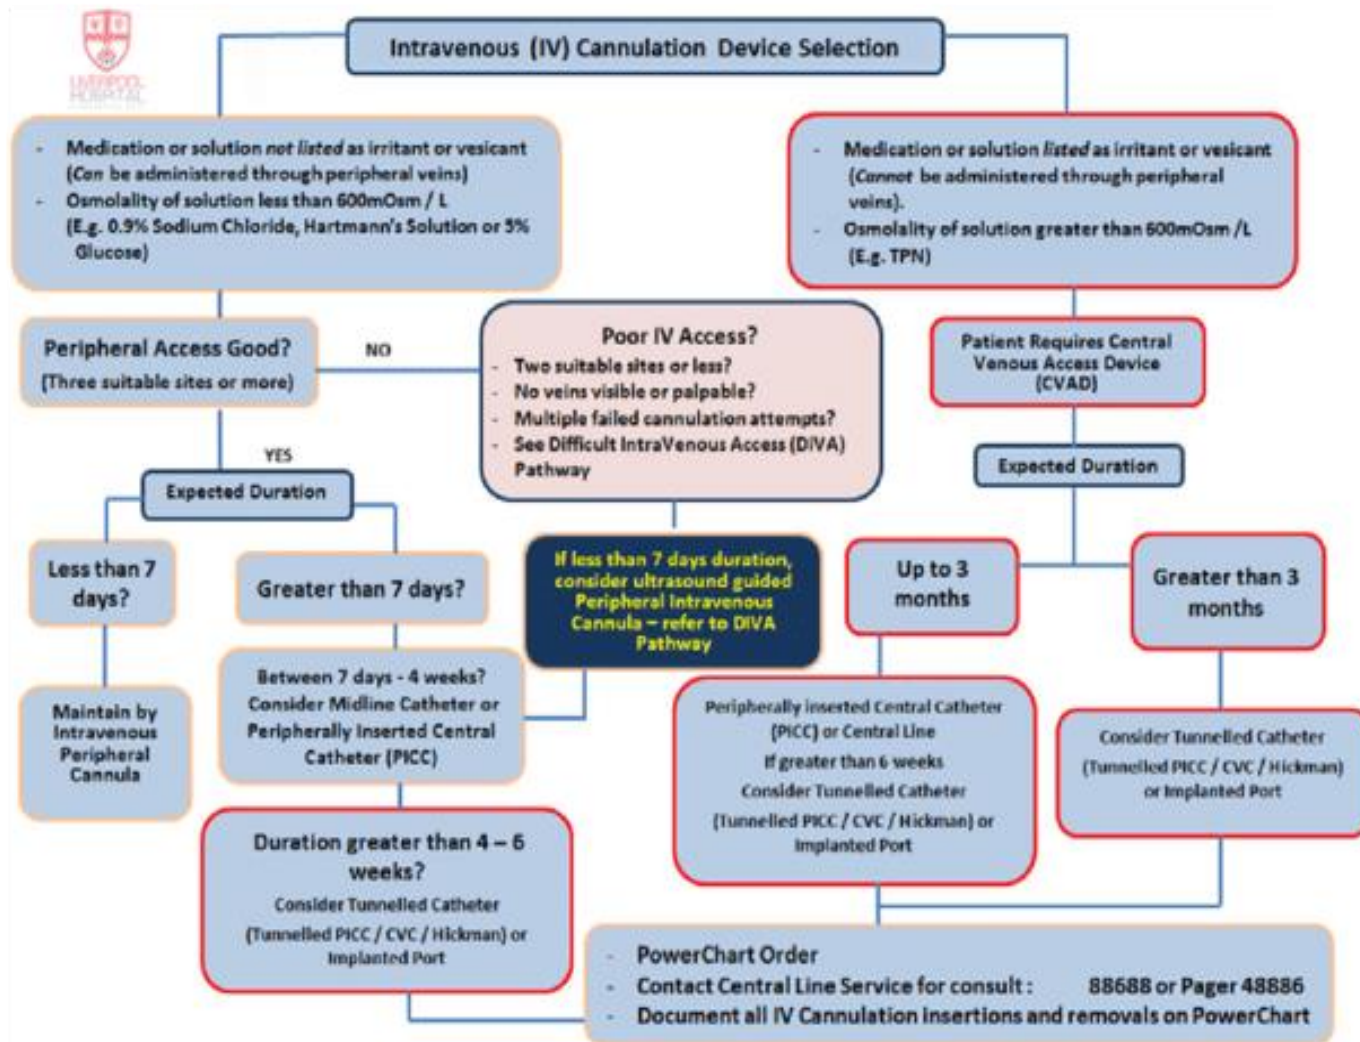 LIVERPOOL
HOSPITAL
Intravenous (IV) Cannulation Device Selection
- Medication or solution not listed as irritant or vesicant
(Can be administered through peripheral veins)
- Osmolality of solution less than 600mOsm / L
(E.g. 0.9% Sodium Chloride, Hartmann's Solution or 5%
Glucose)
- Medication or solution listed as irritant or vesicant
(Cannot be administered through peripheral
veins).
- Osmolality of solution greater than 600mOsm /L
(E.g. TPN)
Peripheral Access Good?
(Three suitable sites or more)
NO
YES
Poor IV Access?
- Two suitable sites or less?
- No veins visible or palpable?
- Multiple failed cannulation attempts?
- See Difficult IntraVenous Access (DIVA)
Pathway
Patient Requires Central
Venous Access Device
(CVAD)
Expected Duration
Expected Duration
Less than 7
days?
Greater than 7 days?
If less than 7 days duration,
consider ultrasound guided
Peripheral Intravenous
Cannula – refer to DIVA
Pathway
Up to 3
months
Greater than 3
months
Maintain by
Intravenous
Peripheral
Cannula
Between 7 days - 4 weeks?
Consider Midline Catheter or
Peripherally Inserted Central
Catheter (PICC)
Peripherally inserted Central Catheter
(PICC) or Central Line
If greater than 6 weeks
Consider Tunnelled Catheter
(Tunnelled PICC / CVC / Hickman) or
Implanted Port
Consider Tunnelled Catheter
(Tunnelled PICC / CVC / Hickman)
or Implanted Port
Duration greater than 4 – 6
weeks?
Consider Tunnelled Catheter
(Tunnelled PICC / CVC / Hickman) or
Implanted Port
- PowerChart Order
- Contact Central Line Service for consult : 88688 or Pager 48886
- Document all IV Cannulation insertions and removals on PowerChart